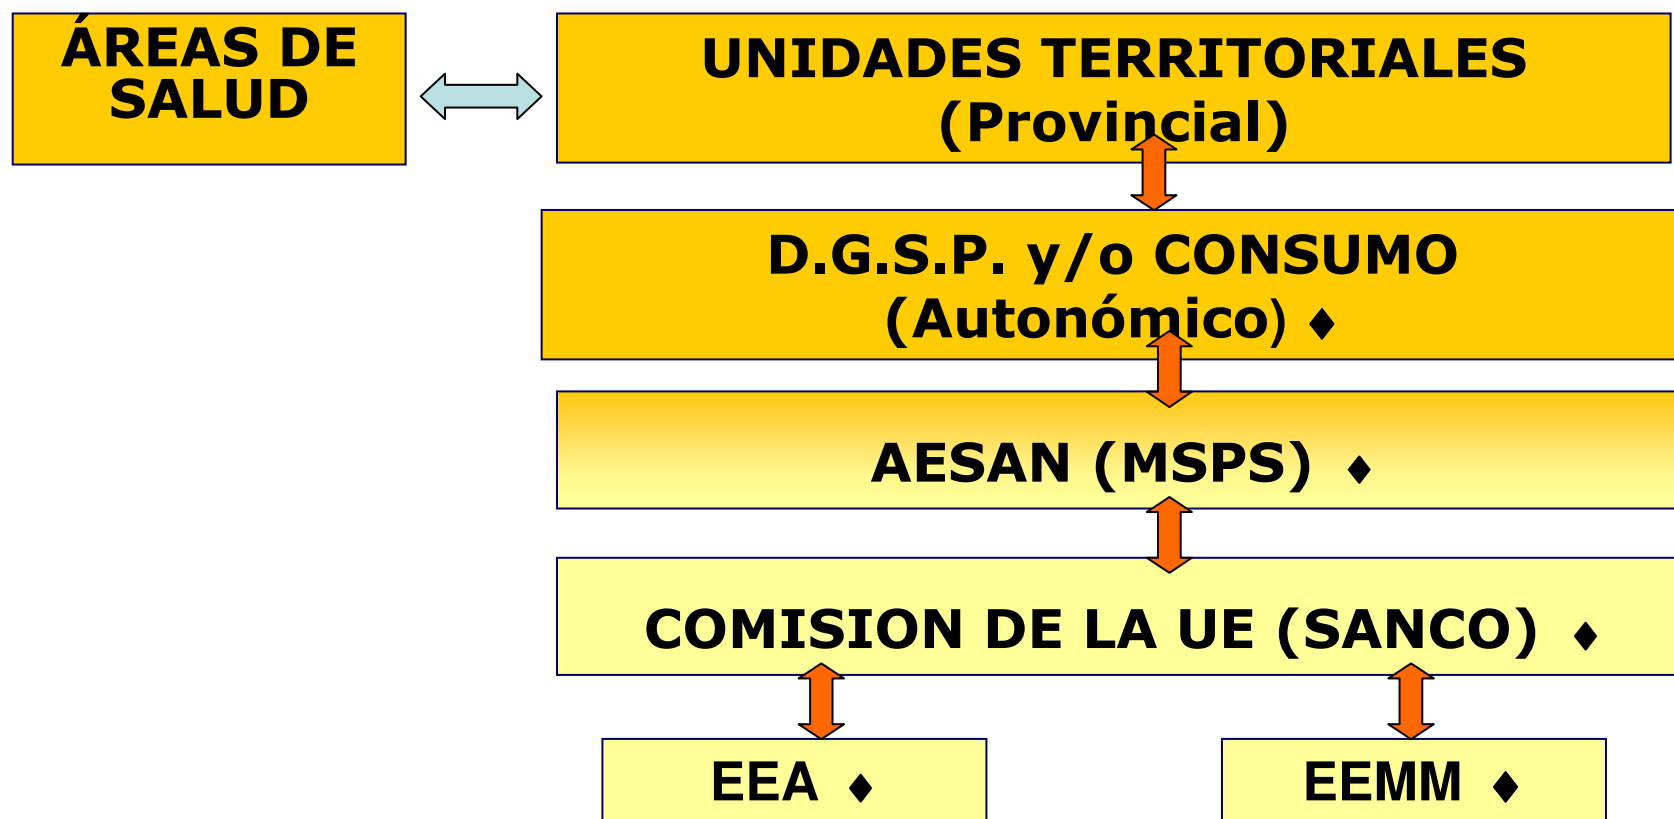 ÁREAS DE
SALUD
UNIDADES TERRITORIALES
(Provincial)
D.G.S.P. y/o CONSUMO
(Autonómico) ♦
AESAN (MSPS) ♦
COMISION DE LA UE (SANCO) ♦
EEA ♦
EEMM ♦